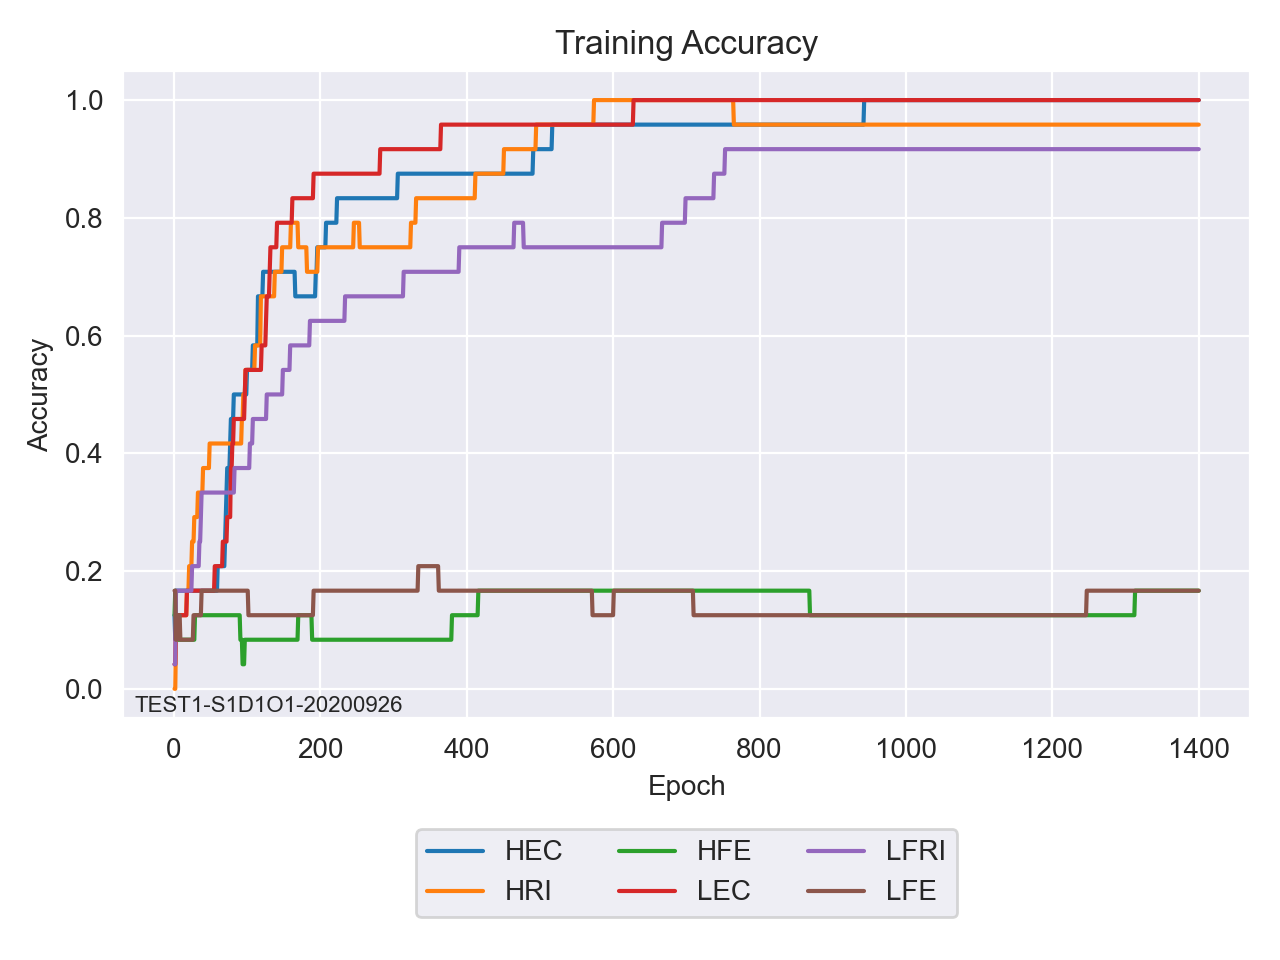 Training Accuracy
1.0
0.8
0.6
0.4
0.2
0.0
Accuracy
TEST1-S1D1O1-20200926
0 200 400 600 800 1000 1200 1400
Epoch
HEC HFE LFRI
HRI LEC LFE